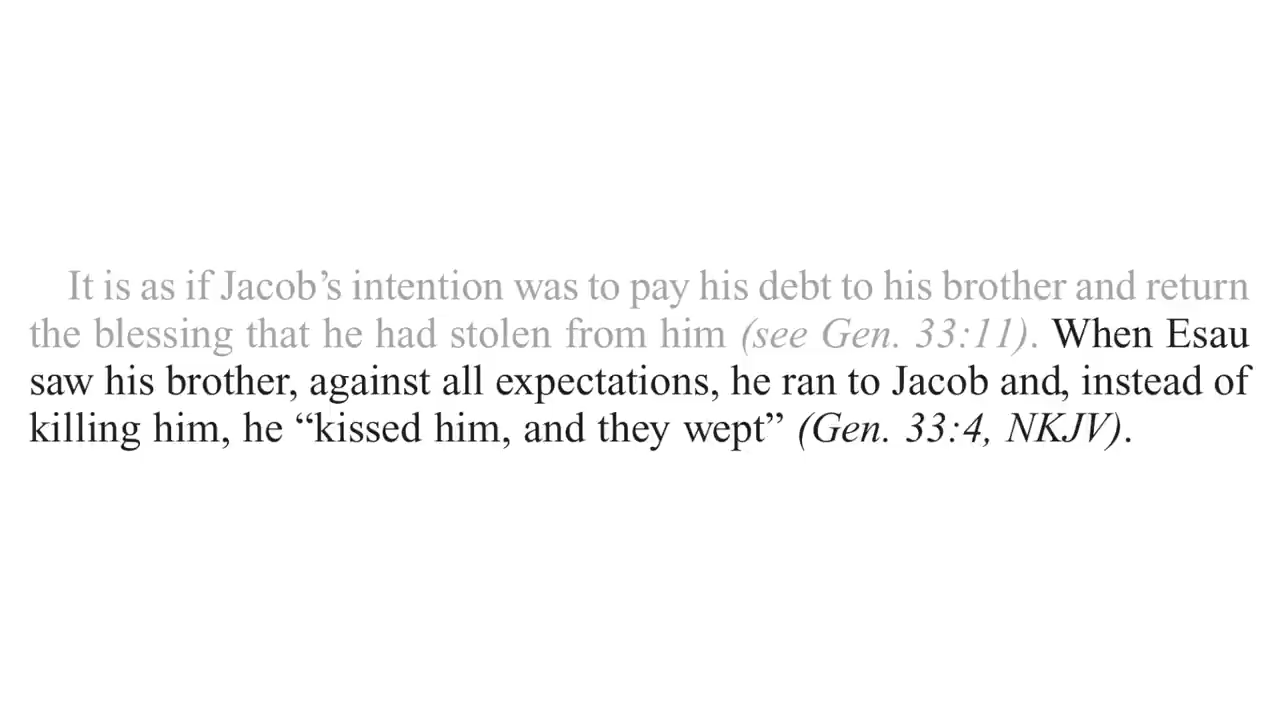 It is as if Jacob’s intention was to pay his debt to his brother and return
the blessing that he had stolen from him (see Gen. 33:11). When Esau
saw his brother, against all expectations, he ran to Jacob and, instead of
killing him, he “kissed him, and they wept” (Gen. 33:4, NKJV).